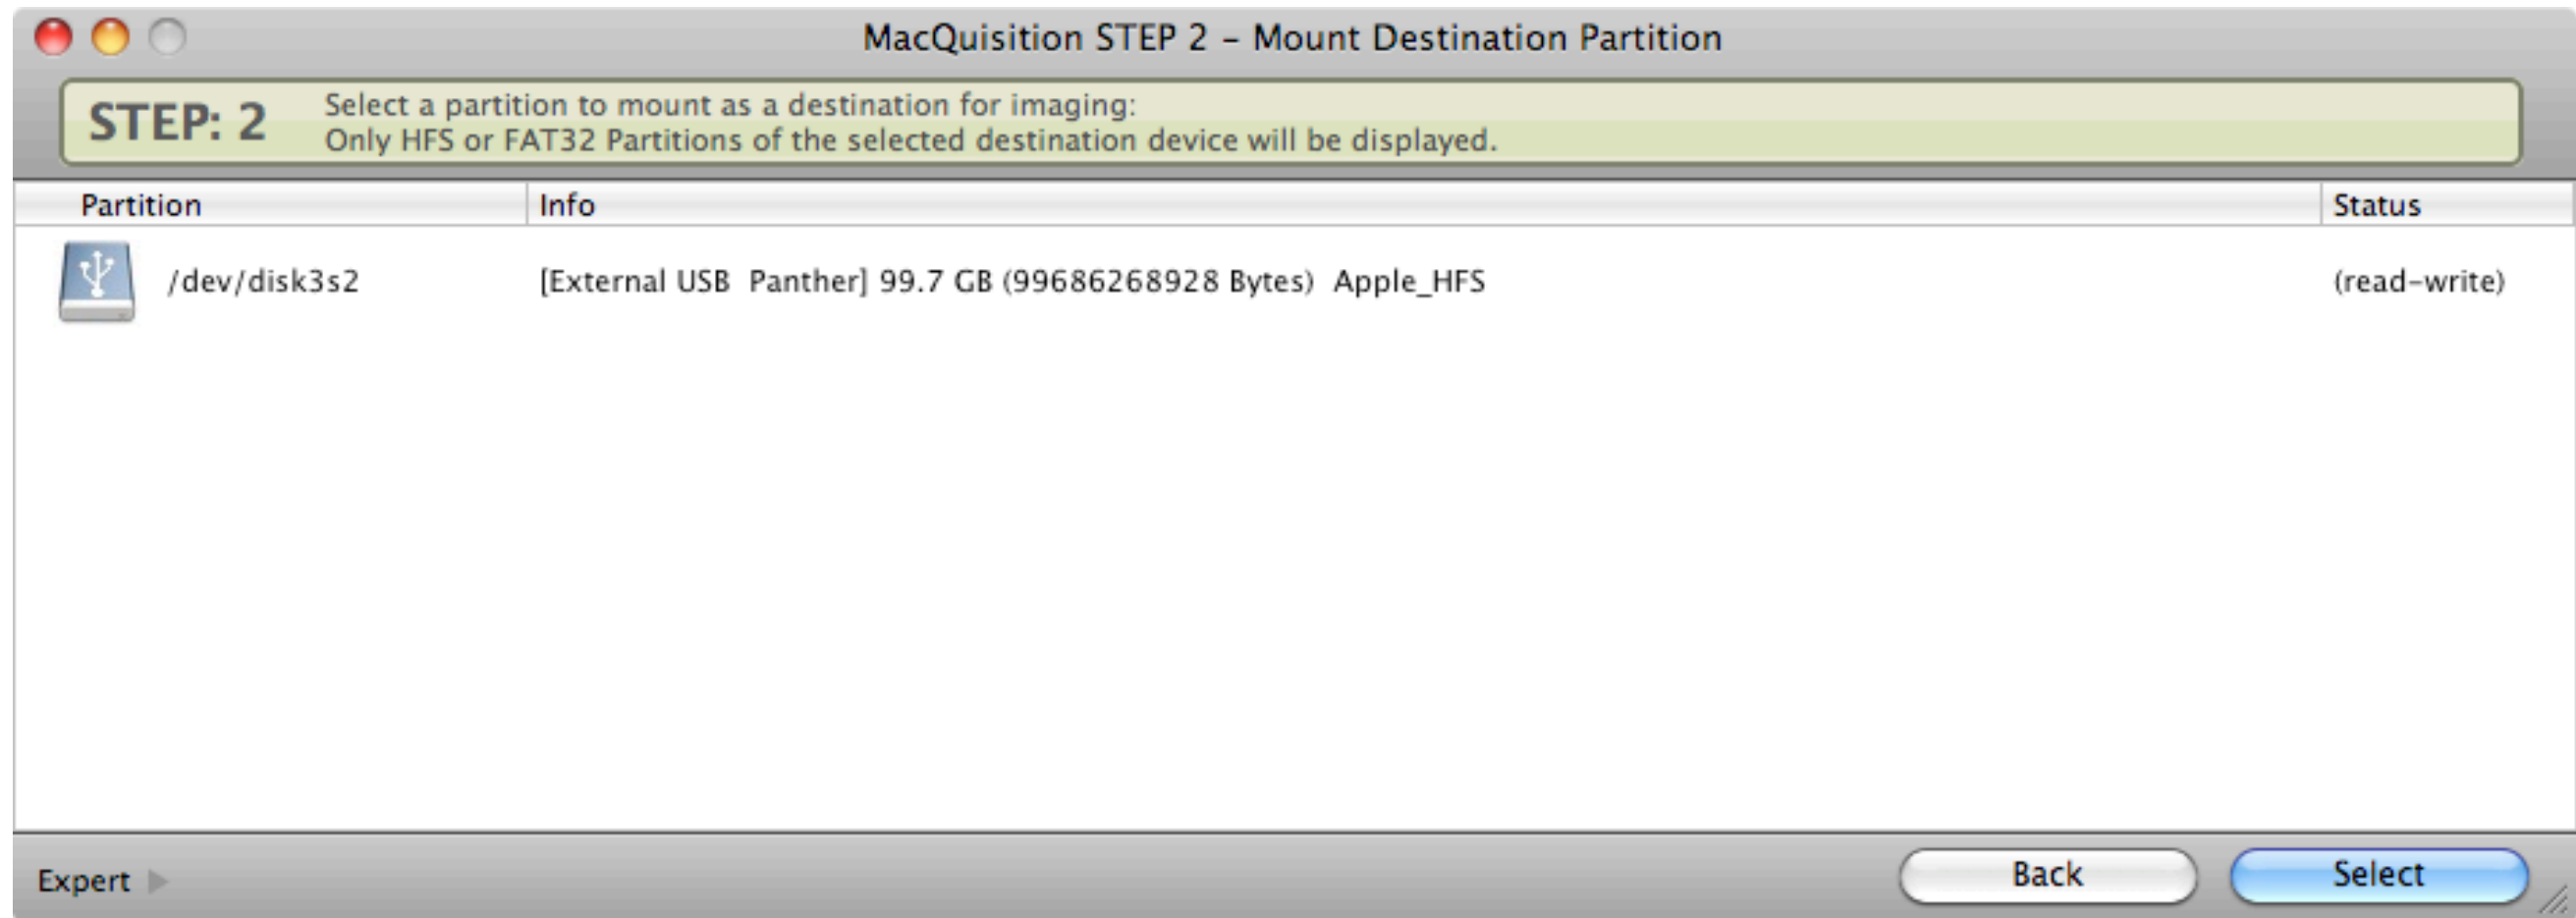 MacQuisition STEP 2 – Mount Destination Partition
STEP: 2
Select a partition to mount as a destination for imaging:
Only HFS or FAT32 Partitions of the selected destination device will be displayed.
Partition Info Status
/dev/disk3s2 [External USB  Panther] 99.7 GB (99686268928 Bytes)  Apple_HFS (read-write)
Expert Back Select